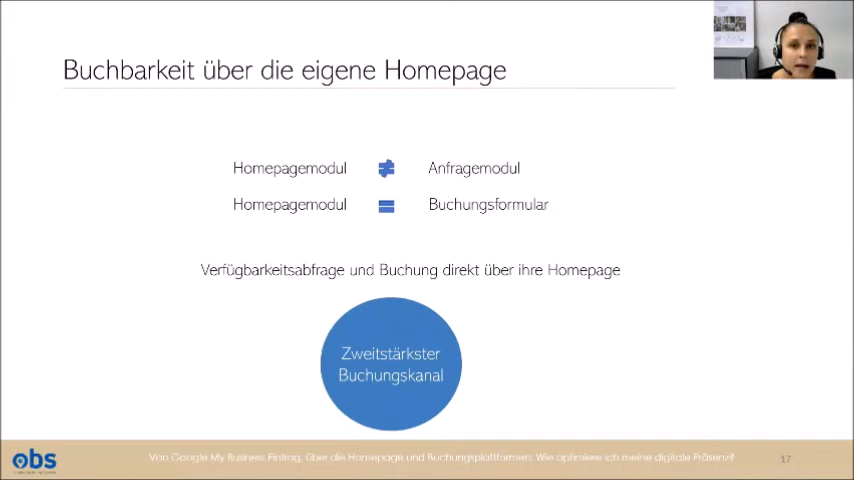 Buchbarkeit über die eigene Homepage
Homepagemodul ≠ Anfragemodul
Homepagemodul = Buchungsformular
Verfügbarkeitsabfrage und Buchung direkt über ihre Homepage
Zweitstärkster
Buchungskanal
obs
Von Google My Business Eintrag, über die Homepage und Buchungsplattformen: Wie optimiere ich meine digitale Präsenz?
17